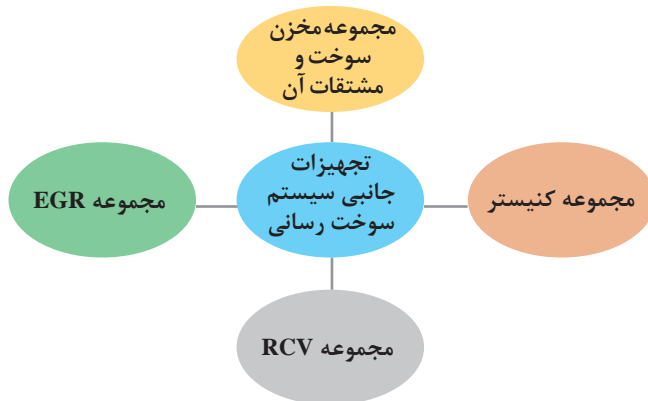 مجموعه مخزن
سوخت و
مشتقات آن
تجهیزات
جانبی سیستم
سوخت رسانی
مجموعه کنیستر
مجموعه EGR
مجموعه RCV